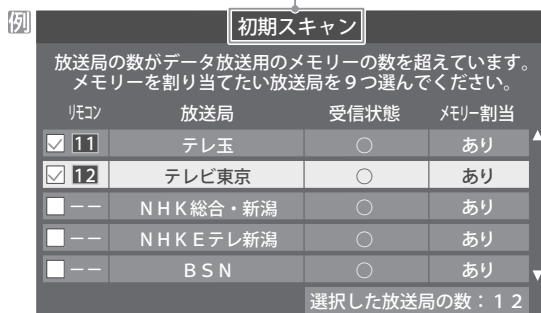 例
初期スキャン
放送局の数がデータ放送用のメモリーの数を超えています。
メモリーを割り当てたい放送局を９つ選んでください。
リモコン 放送局 受信状態 メモリー割当
11 テレ玉 ○ あり
12 テレビ東京 ○ あり
－－ ＮＨＫ総合・新潟 ○ あり
－－ ＮＨＫＥテレ新潟 ○ あり
－－ ＢＳＮ ○ あり
選択した放送局の数：１２